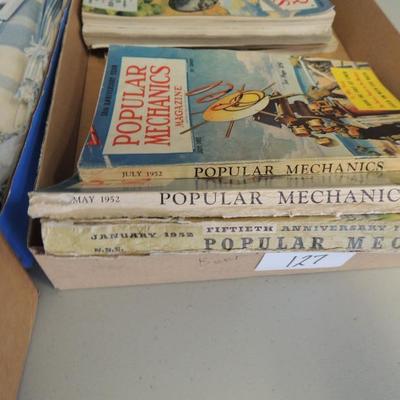 POPULAR
MECHANICS
MAGAZINE
JULY 1952 POPULAR MECHANICS
MAY 1952 POPULAR MECHANIC
JANUARY 1952 FIFTIETH ANNIVERSARY
POPULAR MEC
127